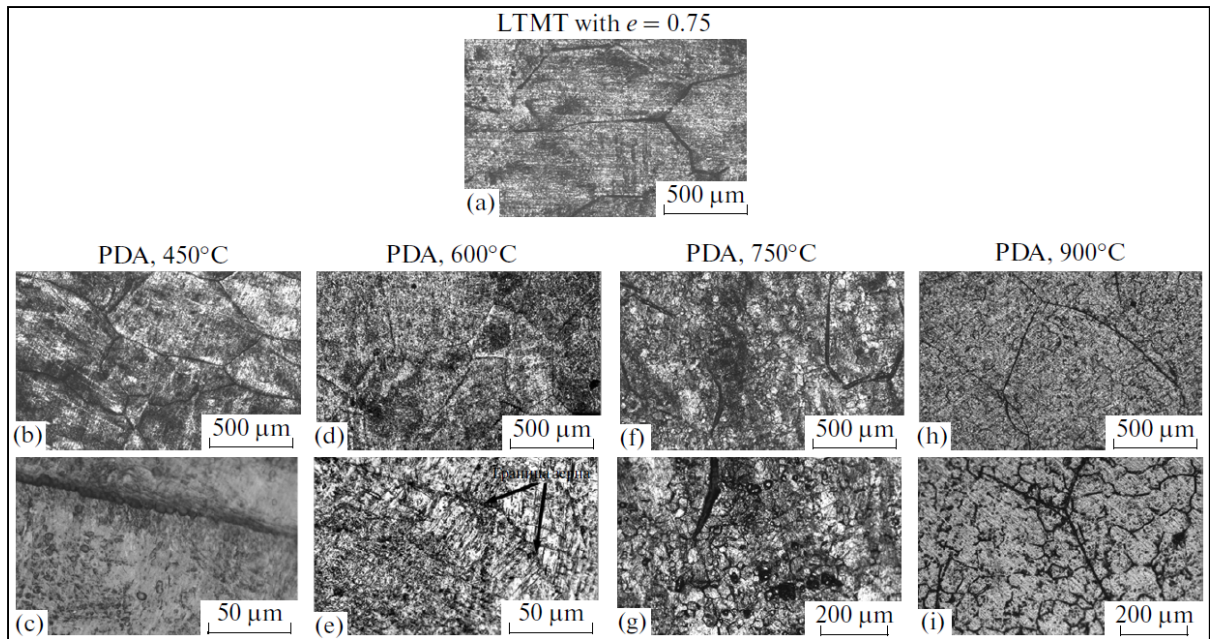 LTMT with e = 0.75
500 µm
(a)
PDA, 450°C
PDA, 600°C
PDA, 750°C
PDA, 900°C
500 µm
500 µm
500 µm
500 µm
(b)
(d)
(f)
(h)
50 µm
50 µm
200 µm
200 µm
(c)
(e)
(g)
(i)